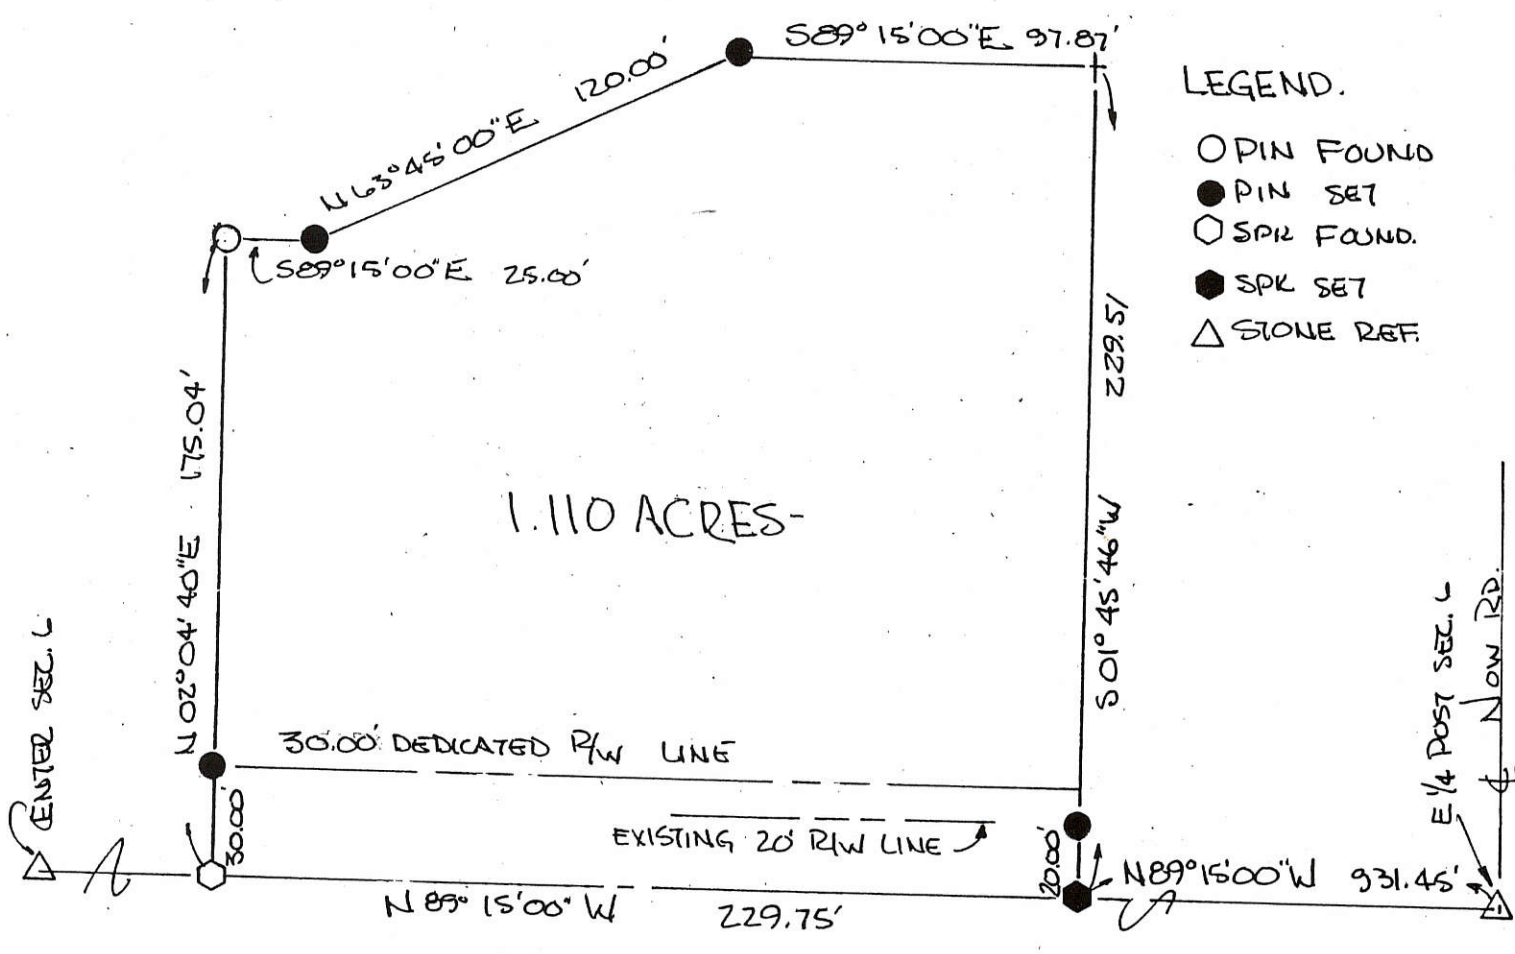 S89°15'00"E 97.87'
N63°45'00"E 120.00'
LEGEND.
PIN FOUND
PIN SET
SPK FOUND.
SPK SET
STONE REF.
S89°15'00"E 25.00'
229.51
175.04'
1.110 ACRES-
N02°04'40"E
S01°45'46"W
CENTER SEC. 6
E 1/4 POST SEC. 6
NOW RD.
30.00' DEDICATED R/W LINE
30.00'
EXISTING 20' R/W LINE
20.00'
N89°15'00"W 931.45'
N89°15'00"W 229.75'